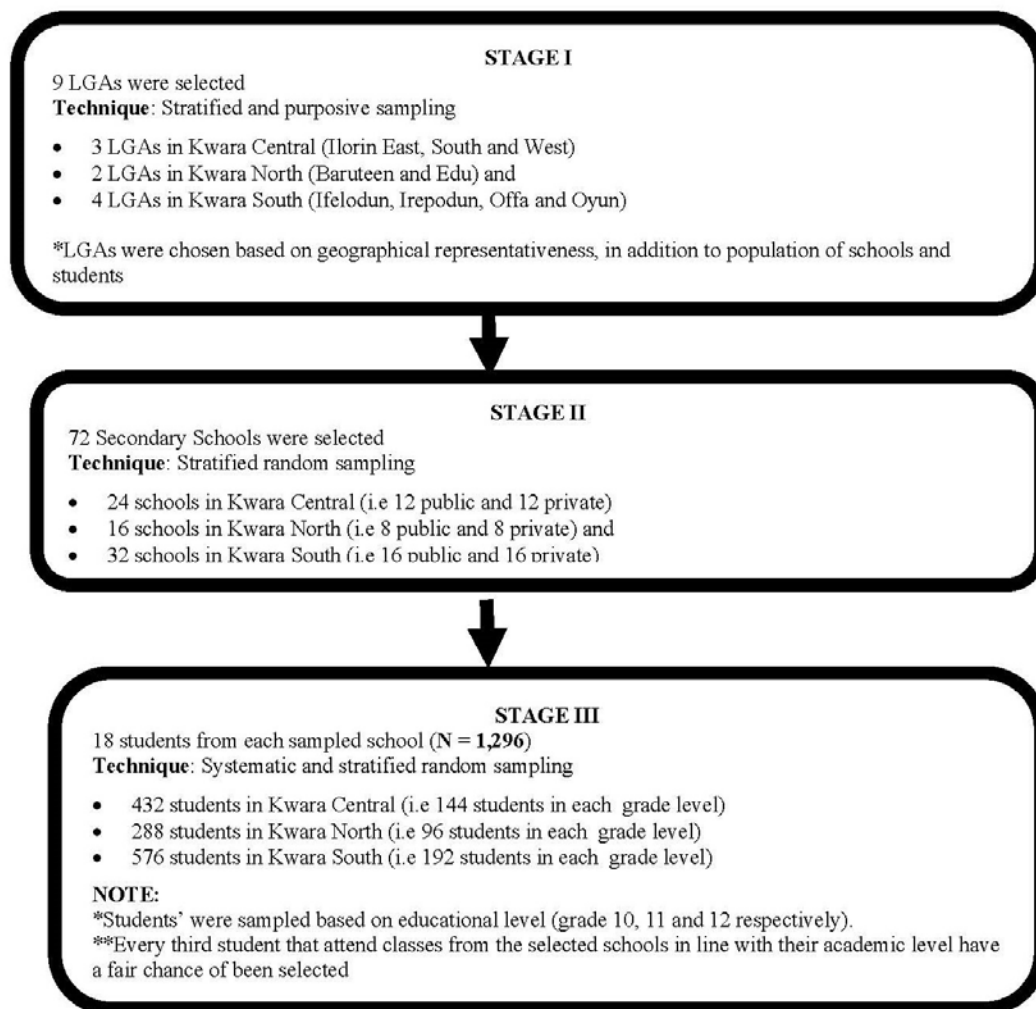 STAGE I
9 LGAs were selected
Technique: Stratified and purposive sampling
• 3 LGAs in Kwara Central (Ilorin East, South and West)
• 2 LGAs in Kwara North (Baruteen and Edu) and
• 4 LGAs in Kwara South (Ifelodun, Irepodun, Offa and Oyun)
*LGAs were chosen based on geographical representativeness, in addition to population of schools and
students
STAGE II
72 Secondary Schools were selected
Technique: Stratified random sampling
• 24 schools in Kwara Central (i.e 12 public and 12 private)
• 16 schools in Kwara North (i.e 8 public and 8 private) and
• 32 schools in Kwara South (i.e 16 public and 16 private)
STAGE III
18 students from each sampled school (N = 1,296)
Technique: Systematic and stratified random sampling
• 432 students in Kwara Central (i.e 144 students in each grade level)
• 288 students in Kwara North (i.e 96 students in each grade level)
• 576 students in Kwara South (i.e 192 students in each grade level)
NOTE:
*Students’ were sampled based on educational level (grade 10, 11 and 12 respectively).
**Every third student that attend classes from the selected schools in line with their academic level have
a fair chance of been selected